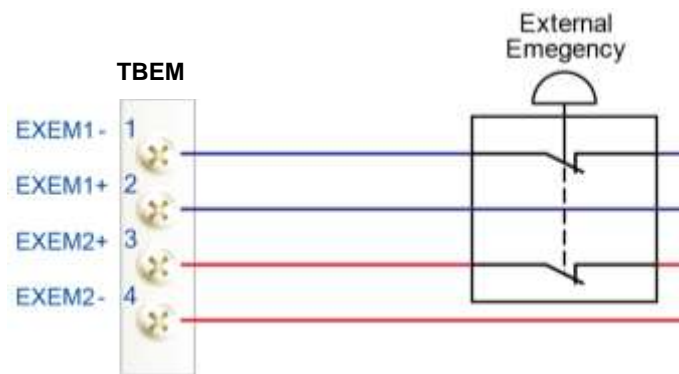 External
Emegency
TBEM
EXEM1- 1
EXEM1+ 2
EXEM2+ 3
EXEM2- 4